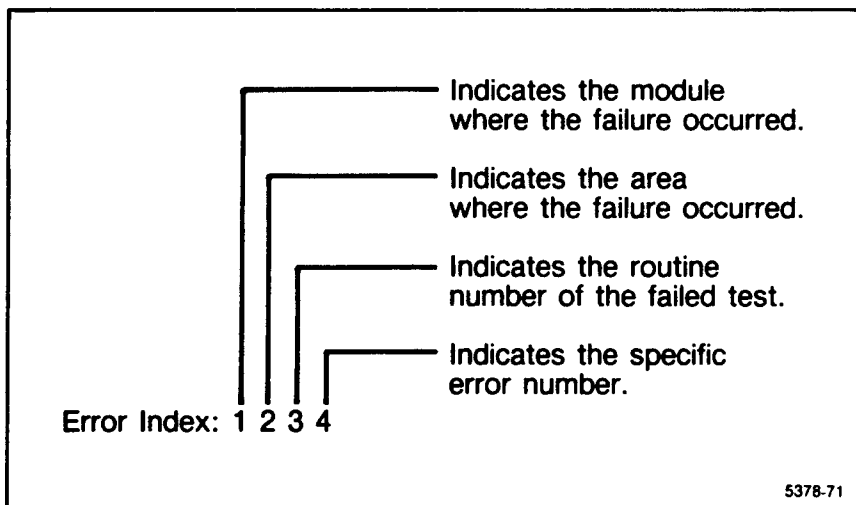 Indicates the module
where the failure occurred.
Indicates the area
where the failure occurred.
Indicates the routine
number of the failed test.
Indicates the specific
error number.
Error Index: 1 2 3 4
5378-71